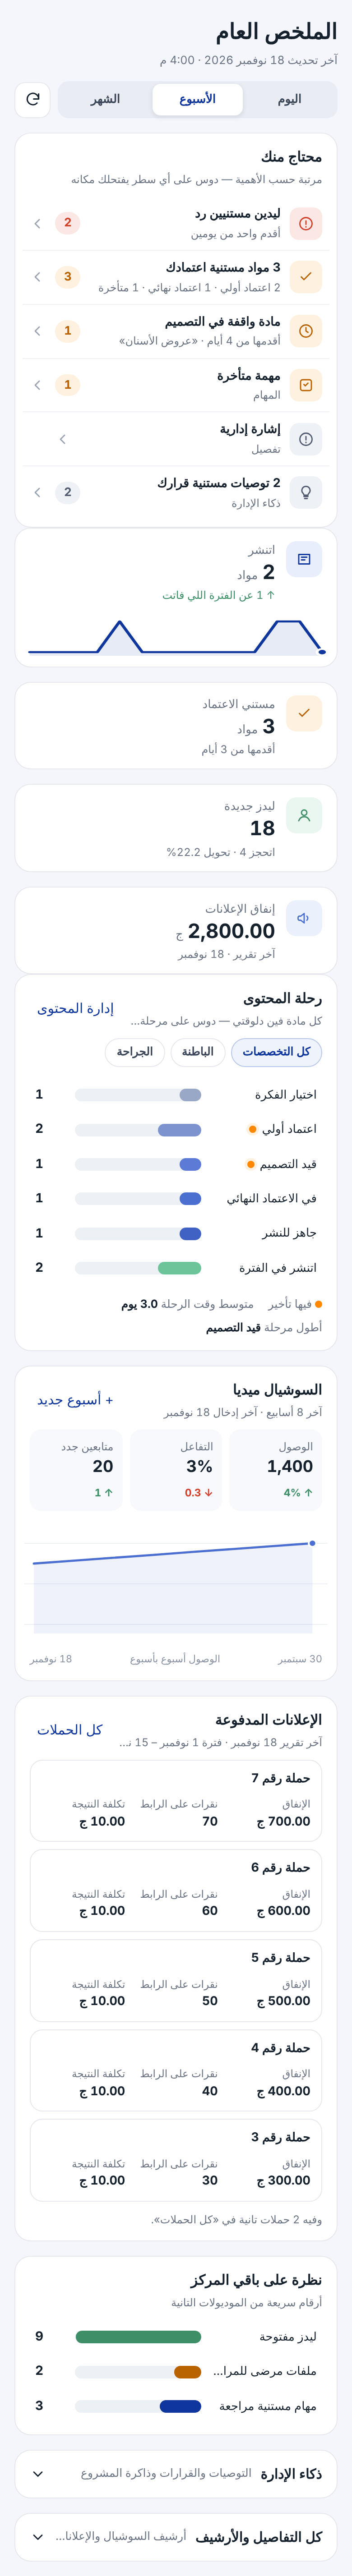 الملخص العام
آخر تحديث 18 نوفمبر 2026 · 4:00 م
اليوم
الأسبوع
الشهر
محتاج منك
مرتبة حسب الأهمية — دوس على أي سطر يفتحلك مكانه
ليدين مستنيين رد
أقدم واحد من يومين
2
3 مواد مستنية اعتمادك
2 اعتماد أولي · 1 اعتماد نهائي · 1 متأخرة
3
مادة واقفة في التصميم
أقدمها من 4 أيام · «عروض الأسنان»
1
مهمة متأخرة
المهام
1
إشارة إدارية
تفصيل
2 توصيات مستنية قرارك
ذكاء الإدارة
2
اتنشر
2 مواد
↑ 1 عن الفترة اللي فاتت
مستني الاعتماد
3 مواد
أقدمها من 3 أيام
ليدز جديدة
18
اتحجز 4 · تحويل 22.2%
إنفاق الإعلانات
2,800.00 ج
آخر تقرير · 18 نوفمبر
رحلة المحتوى
إدارة المحتوى
كل مادة فين دلوقتي — دوس على مرحلة...
كل التخصصات
الباطنة
الجراحة
اختيار الفكرة 1
اعتماد أولي 2
قيد التصميم 1
في الاعتماد النهائي 1
جاهز للنشر 1
اتنشر في الفترة 2
فيها تأخير
متوسط وقت الرحلة 3.0 يوم
أطول مرحلة قيد التصميم
السوشيال ميديا
+ أسبوع جديد
آخر 8 أسابيع · آخر إدخال 18 نوفمبر
الوصول
1,400
↑ 4%
التفاعل
3%
↓ 0.3
متابعين جدد
20
↑ 1
30 سبتمبر
الوصول أسبوع بأسبوع
18 نوفمبر
الإعلانات المدفوعة
كل الحملات
آخر تقرير 18 نوفمبر · فترة 1 نوفمبر – 15 نـ...
حملة رقم 7
الإنفاق نقرات على الرابط تكلفة النتيجة
700.00 ج 70 10.00 ج
حملة رقم 6
الإنفاق نقرات على الرابط تكلفة النتيجة
600.00 ج 60 10.00 ج
حملة رقم 5
الإنفاق نقرات على الرابط تكلفة النتيجة
500.00 ج 50 10.00 ج
حملة رقم 4
الإنفاق نقرات على الرابط تكلفة النتيجة
400.00 ج 40 10.00 ج
حملة رقم 3
الإنفاق نقرات على الرابط تكلفة النتيجة
300.00 ج 30 10.00 ج
وفيه 2 حملات تانية في «كل الحملات».
نظرة على باقي المركز
أرقام سريعة من الموديولات التانية
ليدز مفتوحة 9
ملفات مرضى للمرا... 2
مهام مستنية مراجعة 3
ذكاء الإدارة
التوصيات والقرارات وذاكرة المشروع
كل التفاصيل والأرشيف
أرشيف السوشيال والإعلانا...